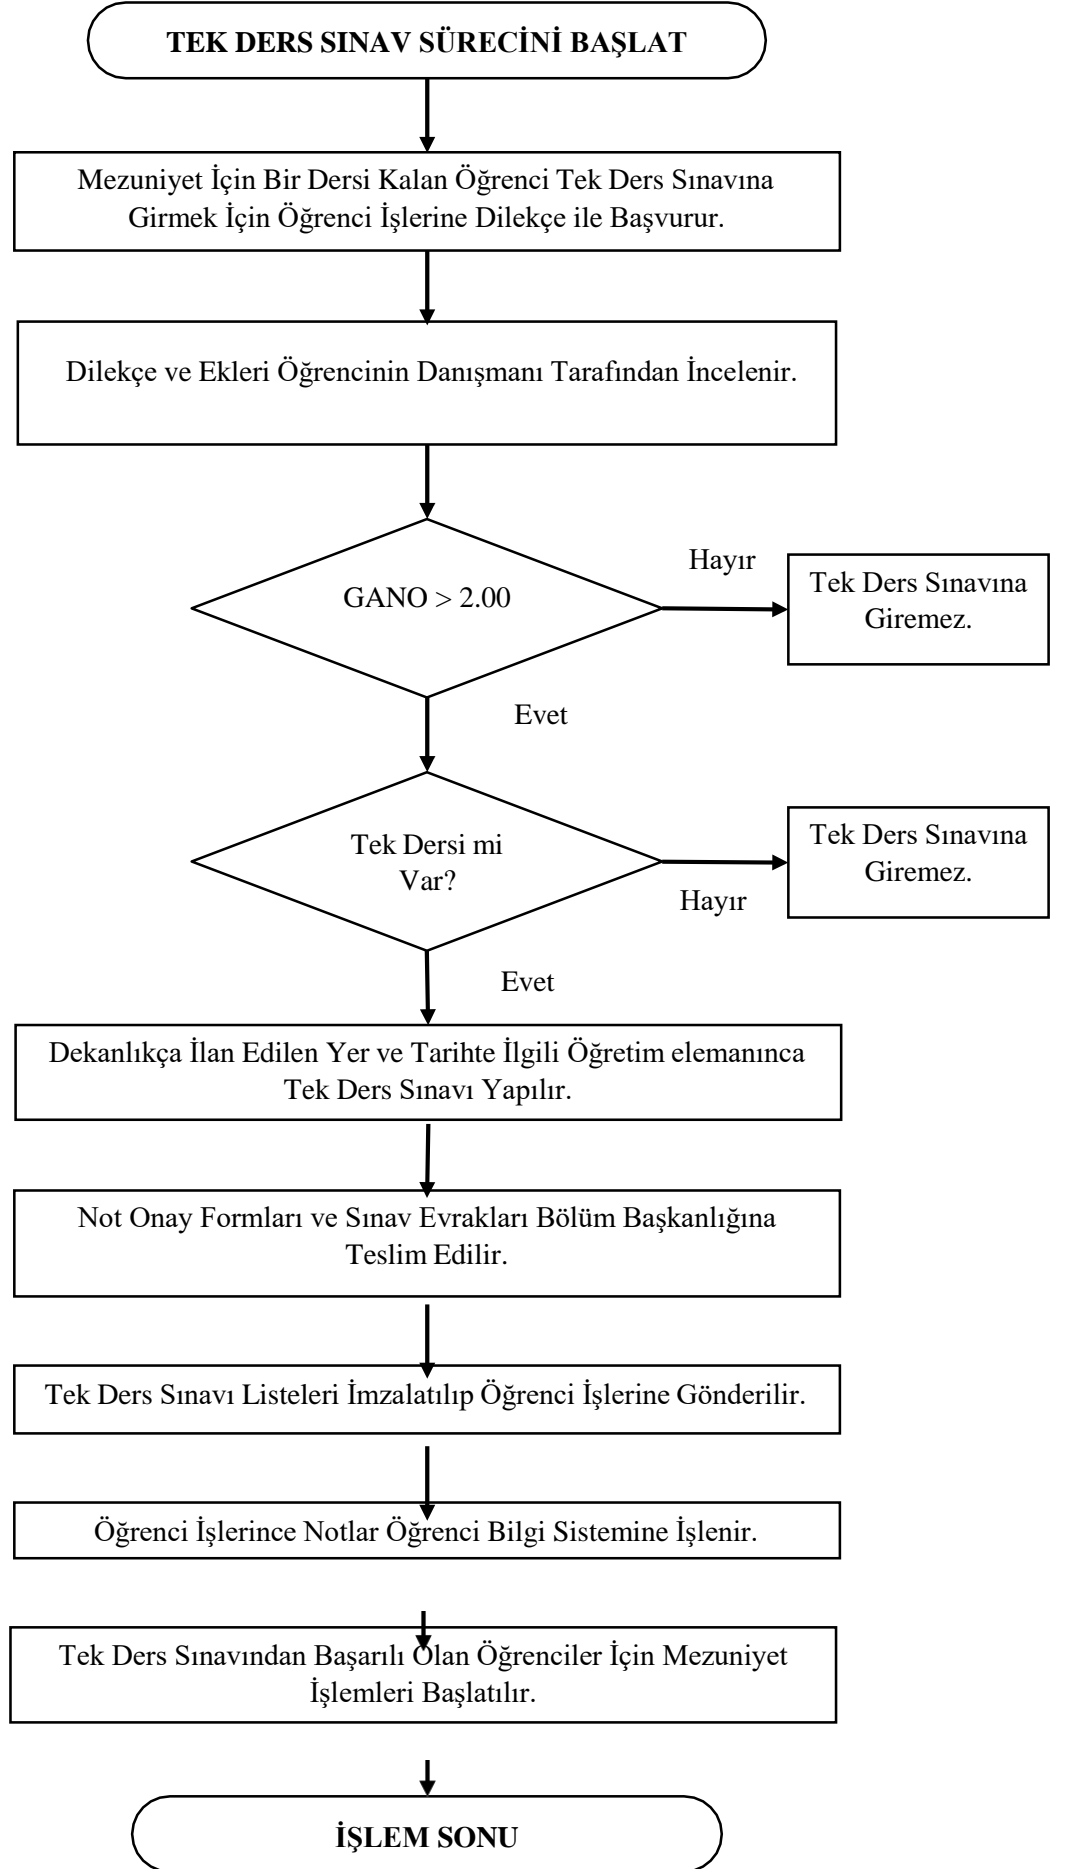 TEK DERS SINAV SÜRECİNİ BAŞLAT
Mezuniyet İçin Bir Dersi Kalan Öğrenci Tek Ders Sınavına
Girmek İçin Öğrenci İşlerine Dilekçe ile Başvurur.
Dilekçe ve Ekleri Öğrencinin Danışmanı Tarafından İncelenir.
GANO > 2.00
Hayır
Tek Ders Sınavına
Giremez.
Evet
Tek Dersi mi
Var?
Hayır
Tek Ders Sınavına
Giremez.
Evet
Dekanlıkça İlan Edilen Yer ve Tarihte İlgili Öğretim elemanınca
Tek Ders Sınavı Yapılır.
Not Onay Formları ve Sınav Evrakları Bölüm Başkanlığına
Teslim Edilir.
Tek Ders Sınavı Listeleri İmzalatılıp Öğrenci İşlerine Gönderilir.
Öğrenci İşlerince Notlar Öğrenci Bilgi Sistemine İşlenir.
Tek Ders Sınavından Başarılı Olan Öğrenciler İçin Mezuniyet
İşlemleri Başlatılır.
İŞLEM SONU